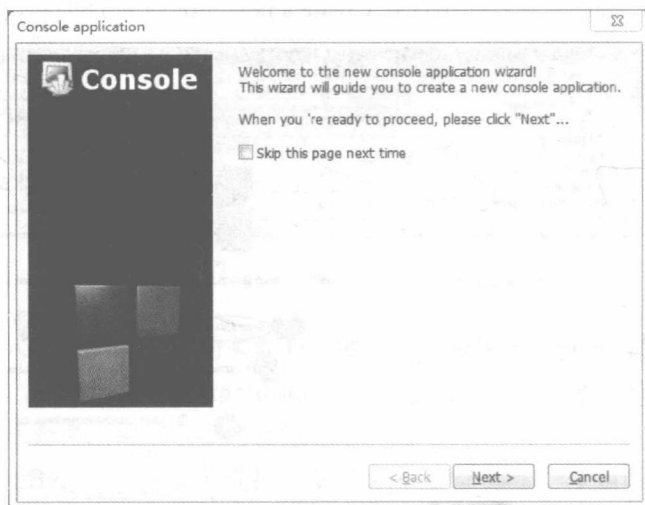 Console application
Console
Welcome to the new console application wizard!
This wizard will guide you to create a new console application.
When you 're ready to proceed, please click "Next"...
Skip this page next time
< Back
Next >
Cancel